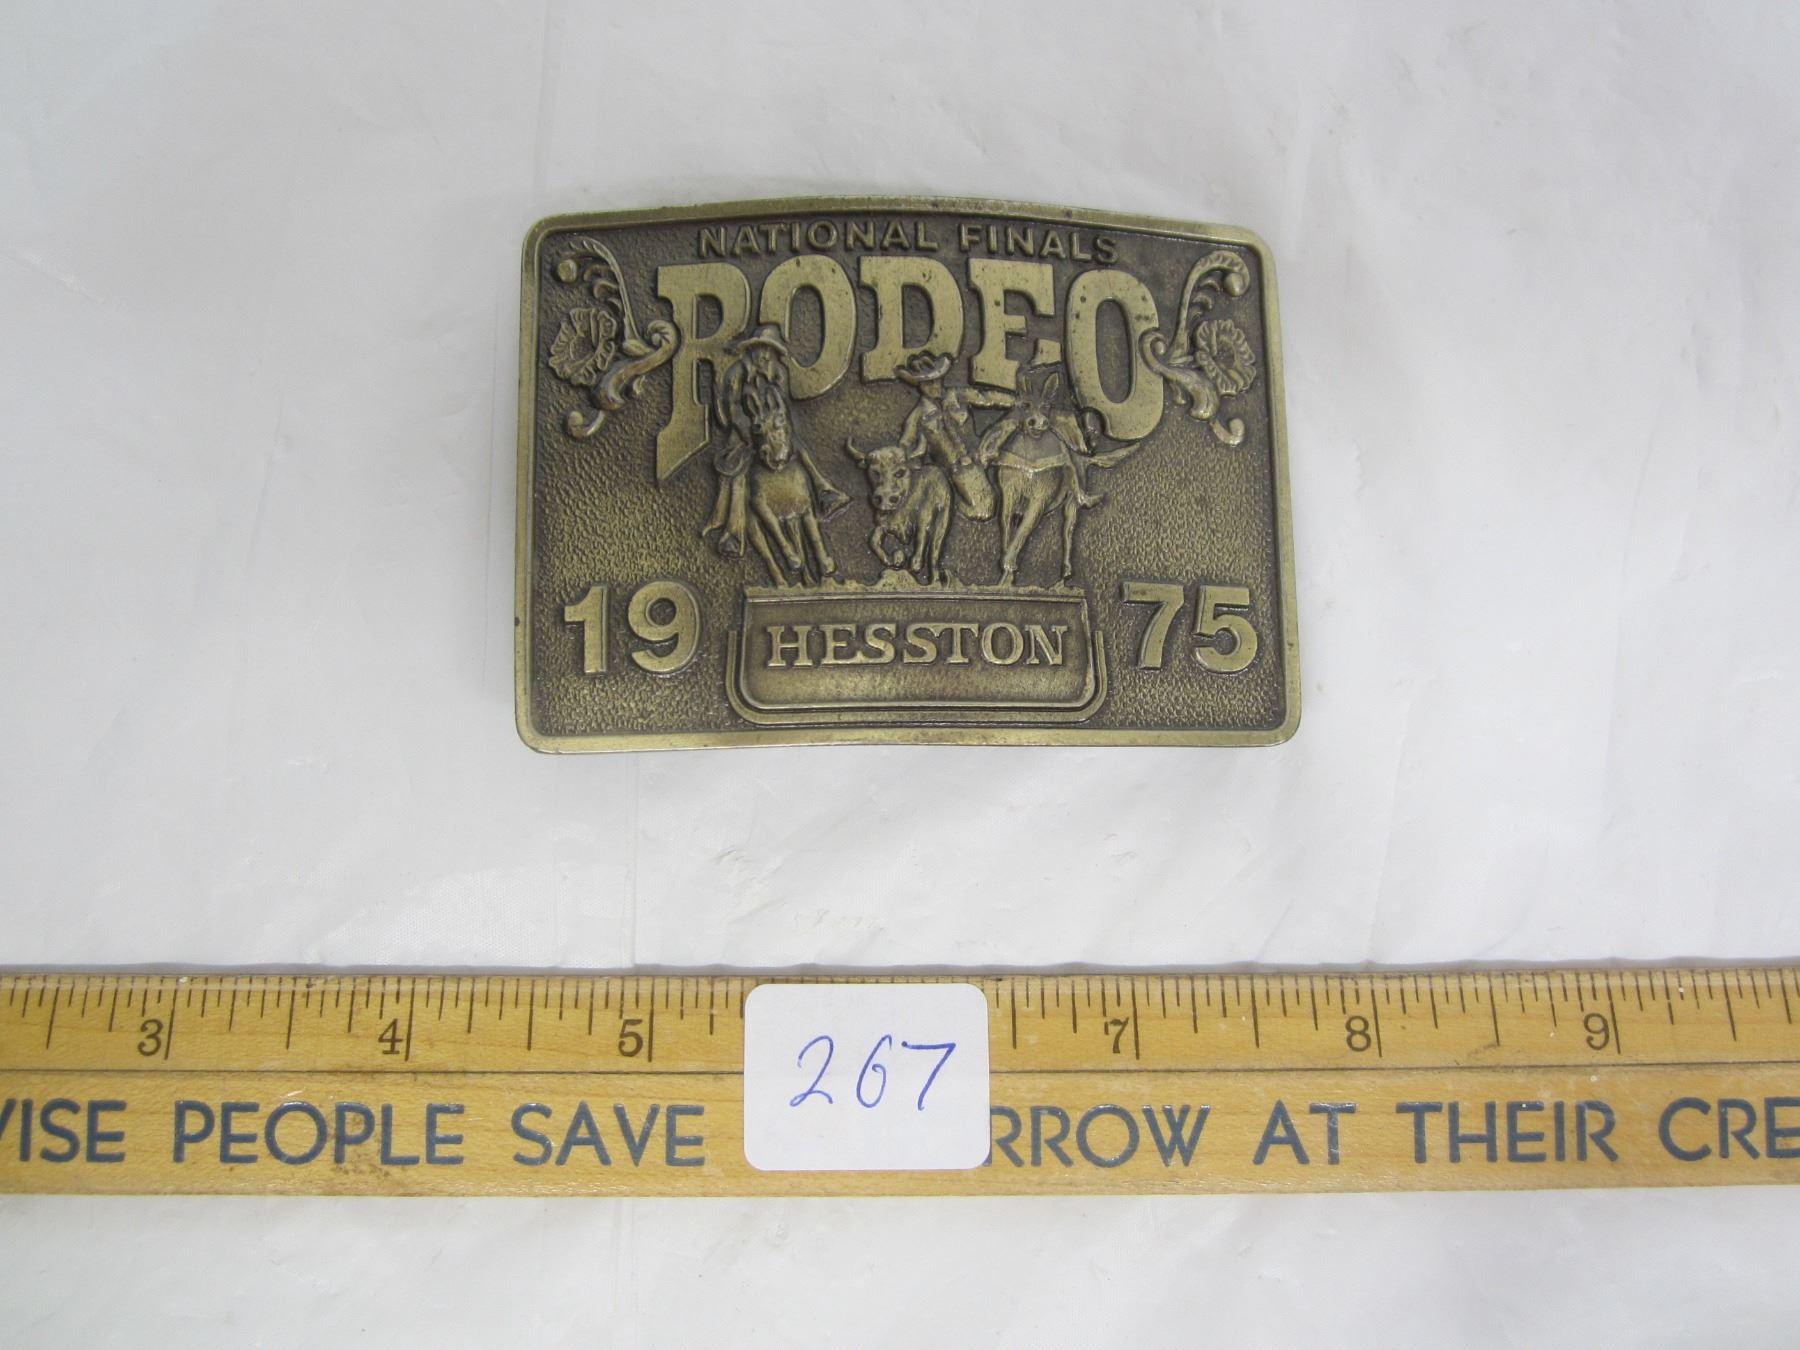 NATIONAL FINALS
RODEO
19 75
HESSTON
3 4 5 7 8 9
267
WISE PEOPLE SAVE RROW AT THEIR CRE